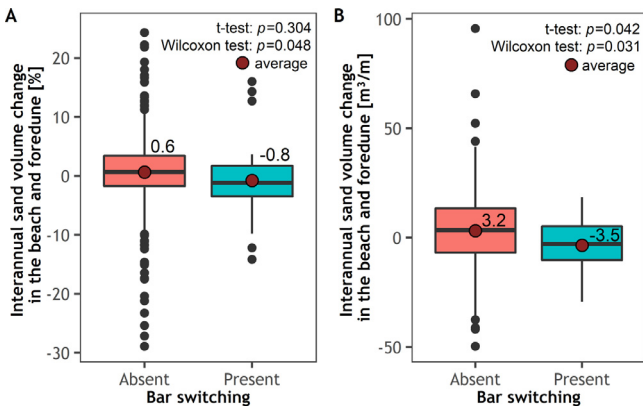 A
t-test: p=0.304
Wilcoxon test: p=0.048
average
Interannual sand volume change
in the beach and foredune [%]
20
10
0
-10
-20
-30
0.6
-0.8
Absent
Present
Bar switching
B
t-test: p=0.042
Wilcoxon test: p=0.031
average
Interannual sand volume change
in the beach and foredune [m³/m]
100
50
0
-50
3.2
-3.5
Absent
Present
Bar switching